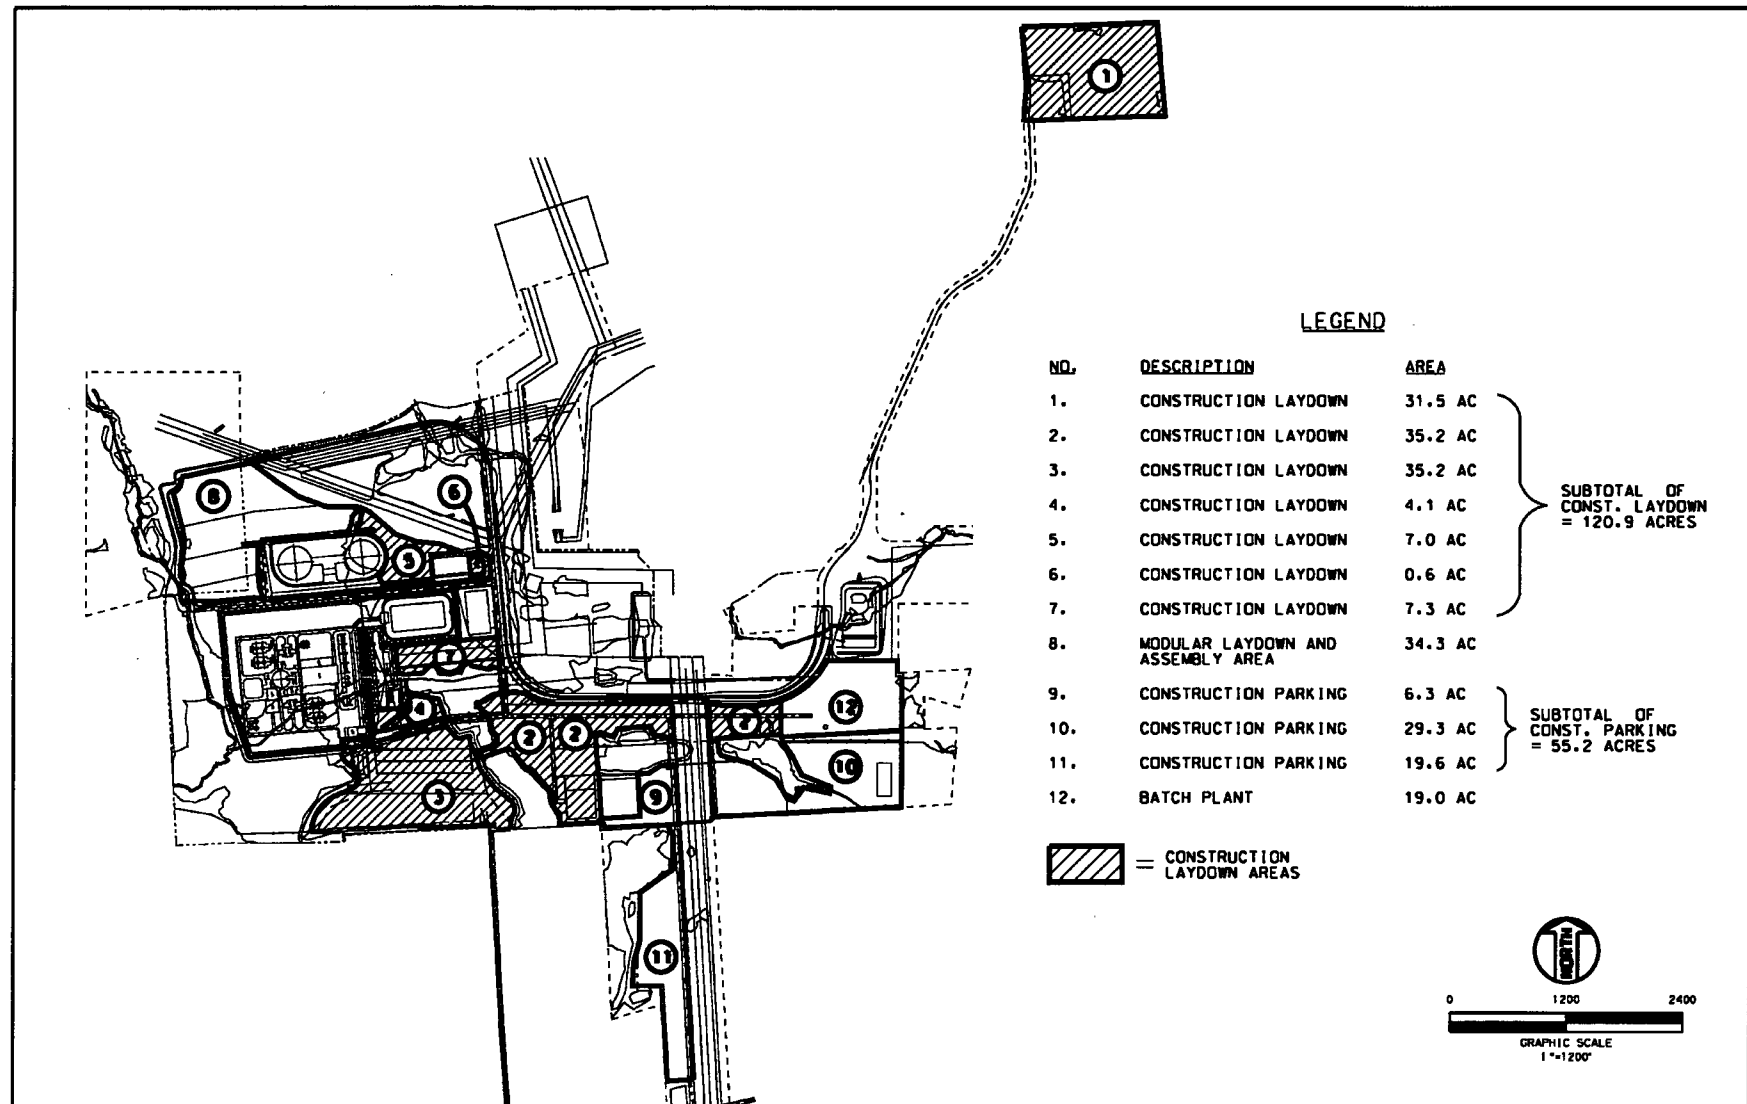 1
LEGEND
NO. DESCRIPTION AREA
1. CONSTRUCTION LAYDOWN 31.5 AC
2. CONSTRUCTION LAYDOWN 35.2 AC
3. CONSTRUCTION LAYDOWN 35.2 AC
4. CONSTRUCTION LAYDOWN 4.1 AC
5. CONSTRUCTION LAYDOWN 7.0 AC
6. CONSTRUCTION LAYDOWN 0.6 AC
7. CONSTRUCTION LAYDOWN 7.3 AC
SUBTOTAL OF
CONST. LAYDOWN
= 120.9 ACRES
8. MODULAR LAYDOWN AND 34.3 AC
ASSEMBLY AREA
9. CONSTRUCTION PARKING 6.3 AC
10. CONSTRUCTION PARKING 29.3 AC
11. CONSTRUCTION PARKING 19.6 AC
SUBTOTAL OF
CONST. PARKING
= 55.2 ACRES
12. BATCH PLANT 19.0 AC
= CONSTRUCTION
LAYDOWN AREAS
8
6
5
7
4
2
2
2
12
3
9
10
11
NORTH
0 1200 2400
GRAPHIC SCALE
1"=1200'